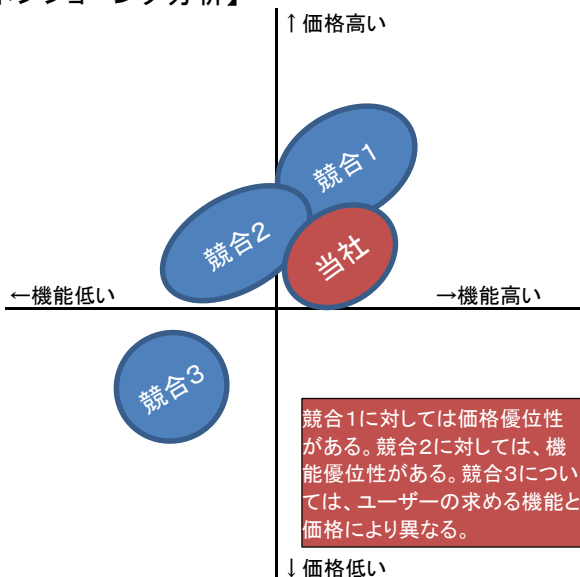 ポジショニング分析】
↑価格高い
競合1
競合2
当社
←機能低い
→機能高い
競合3
競合1に対しては価格優位性
がある。競合2に対しては、機
能優位性がある。競合3につい
ては、ユーザーの求める機能と
価格により異なる。
↓価格低い